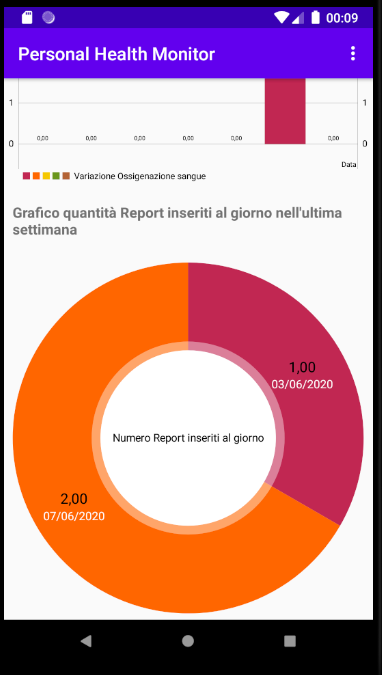 00:09
Personal Health Monitor
1 1
0,00 0,00 0,00 0,00 0,00 0,00
0 0
Data
Variazione Ossigenazione sangue
Grafico quantità Report inseriti al giorno nell'ultima
settimana
1,00
03/06/2020
Numero Report inseriti al giorno
2,00
07/06/2020